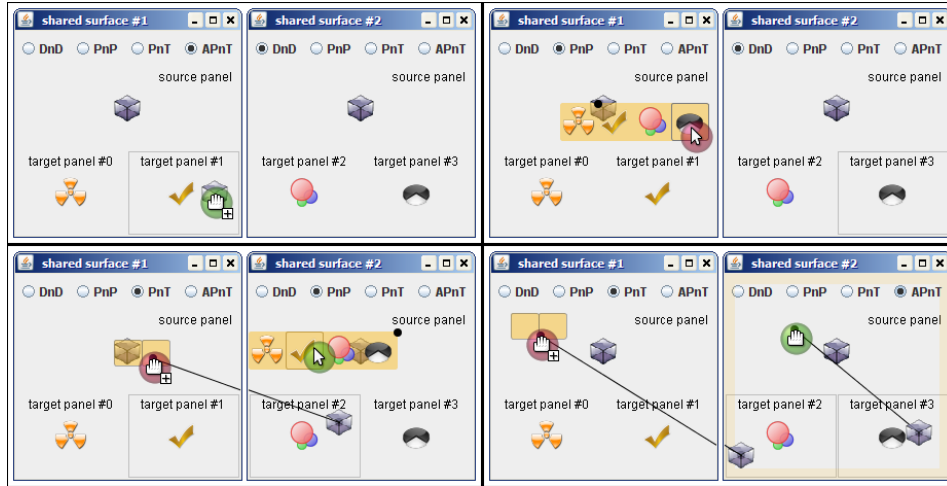 shared surface #1
DnD PnP PnT APnT
source panel
target panel #0
target panel #1
shared surface #2
DnD PnP PnT APnT
source panel
target panel #2
target panel #3
shared surface #1
DnD PnP PnT APnT
source panel
target panel #0
target panel #1
shared surface #2
DnD PnP PnT APnT
source panel
target panel #2
target panel #3
shared surface #1
DnD PnP PnT APnT
source panel
target panel #0
target panel #1
shared surface #2
DnD PnP PnT APnT
source panel
target panel #2
target panel #3
shared surface #1
DnD PnP PnT APnT
source panel
target panel #0
target panel #1
shared surface #2
DnD PnP PnT APnT
source panel
target panel #2
target panel #3